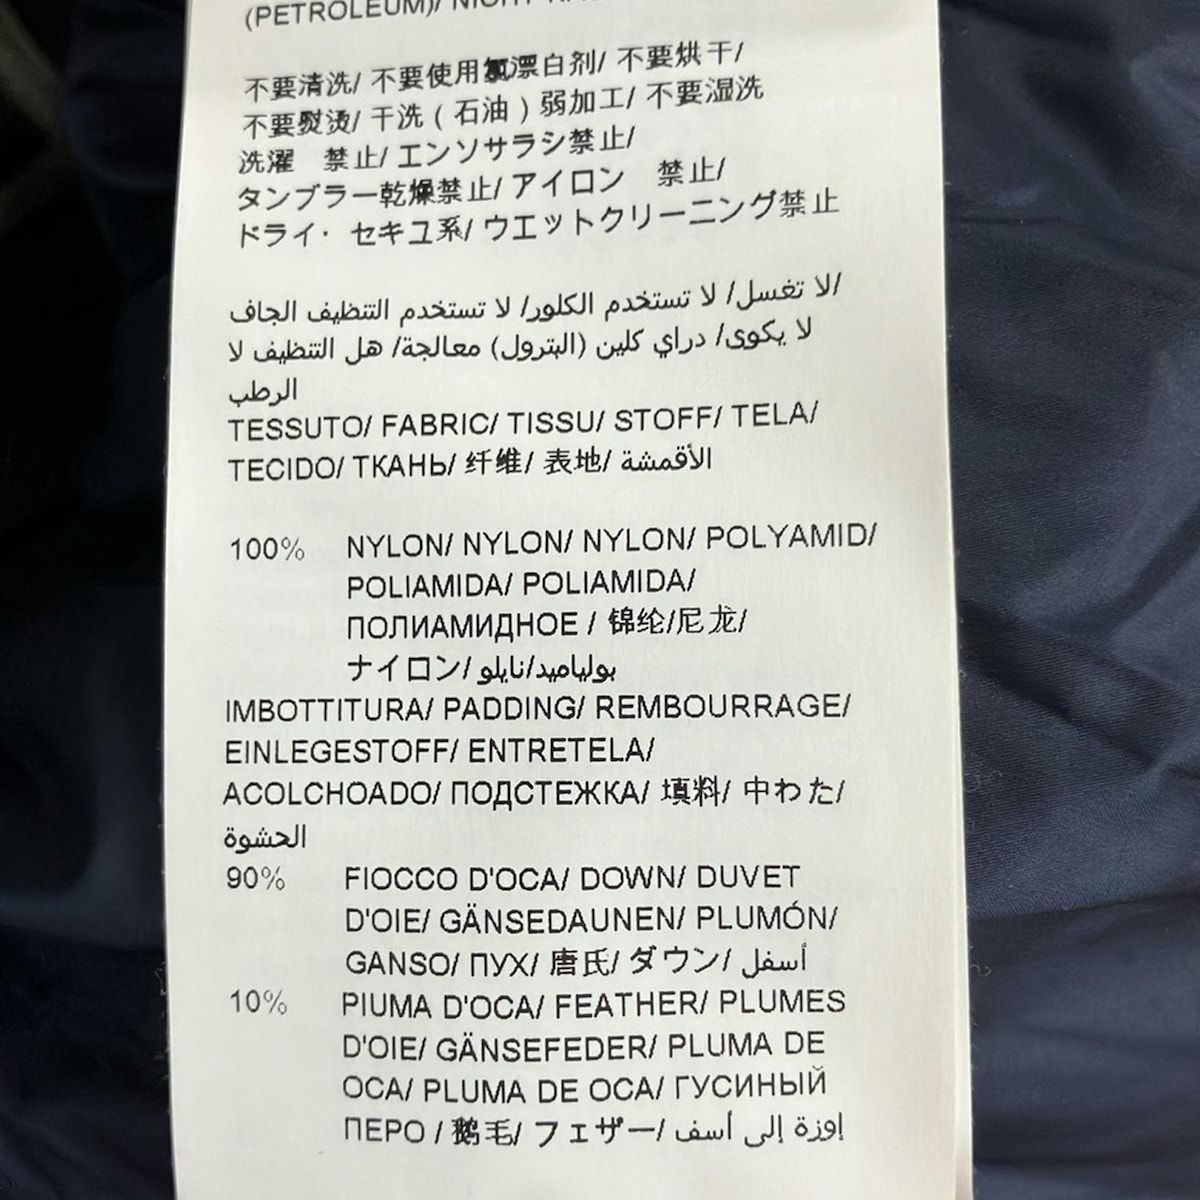 (PETROLEUM)/
不要清洗/ 不要使用氯漂白剂/ 不要烘干/
不要熨烫/ 干洗 ( 石油 ) 弱加工/ 不要湿洗
洗濯　禁止/ エンソサラシ禁止/
タンブラー乾燥禁止/ アイロン　禁止/
ドライ・ セキユ系/ ウエットクリーニング禁止
لا تغسل/ لا تستخدم الكلور/ لا تستخدم التنظيف الجاف/
لا يكوى/ دراي كلين (البترول) معالجة/ هل التنظيف لا
الرطب
TESSUTO/ FABRIC/ TISSU/ STOFF/ TELA/
TECIDO/ ТКАНЬ/ 纤维/ 表地/ الأقمشة
100% NYLON/ NYLON/ NYLON/ POLYAMID/
POLIAMIDA/ POLIAMIDA/
ПОЛИАМИДНОЕ / 锦纶/尼龙/
ナイロン/ بولياميد/نايلو
IMBOTTITURA/ PADDING/ REMBOURRAGE/
EINLEGESTOFF/ ENTRETELA/
ACOLCHOADO/ ПОДСТЕЖКА/ 填料/ 中わた/
الحشوة
90% FIOCCO D'OCA/ DOWN/ DUVET
D'OIE/ GÄNSEDAUNEN/ PLUMÓN/
GANSO/ ПУХ/ 唐氏/ ダウン/ أسفل
10% PIUMA D'OCA/ FEATHER/ PLUMES
D'OIE/ GÄNSEFEDER/ PLUMA DE
OCA/ PLUMA DE OCA/ ГУСИНЫЙ
ПЕРО / 鹅毛/ フェザー/ إوزة إلى أسف